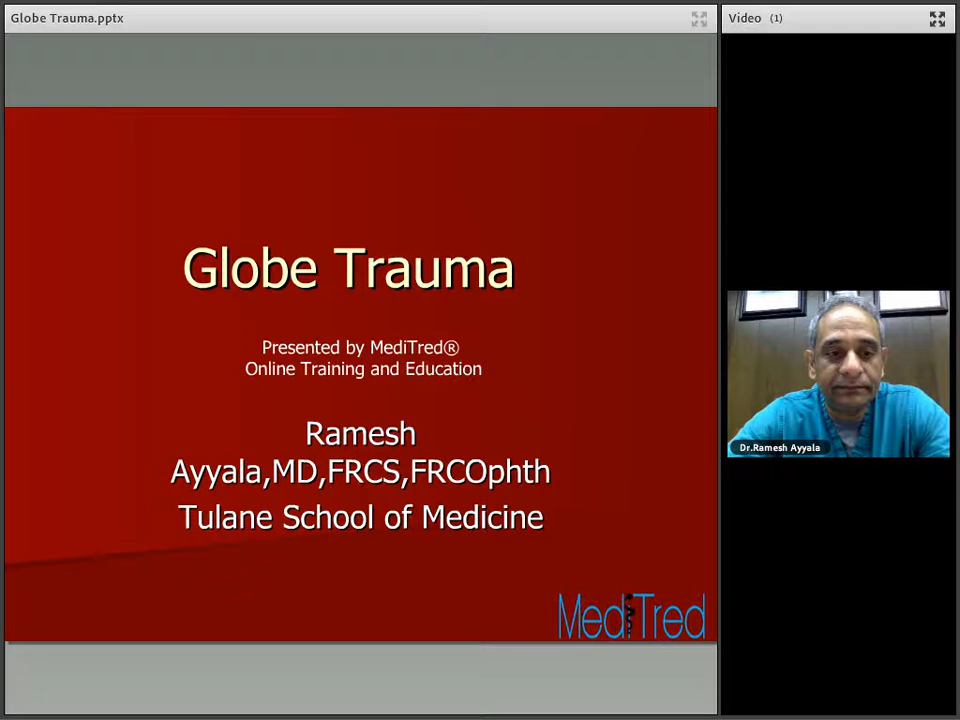 Globe Trauma.pptx
Video (1)
Globe Trauma
Presented by MediTred®
Online Training and Education
Ramesh
Ayyala,MD,FRCS,FRCOphth
Tulane School of Medicine
MediTred
Dr.Ramesh Ayyala